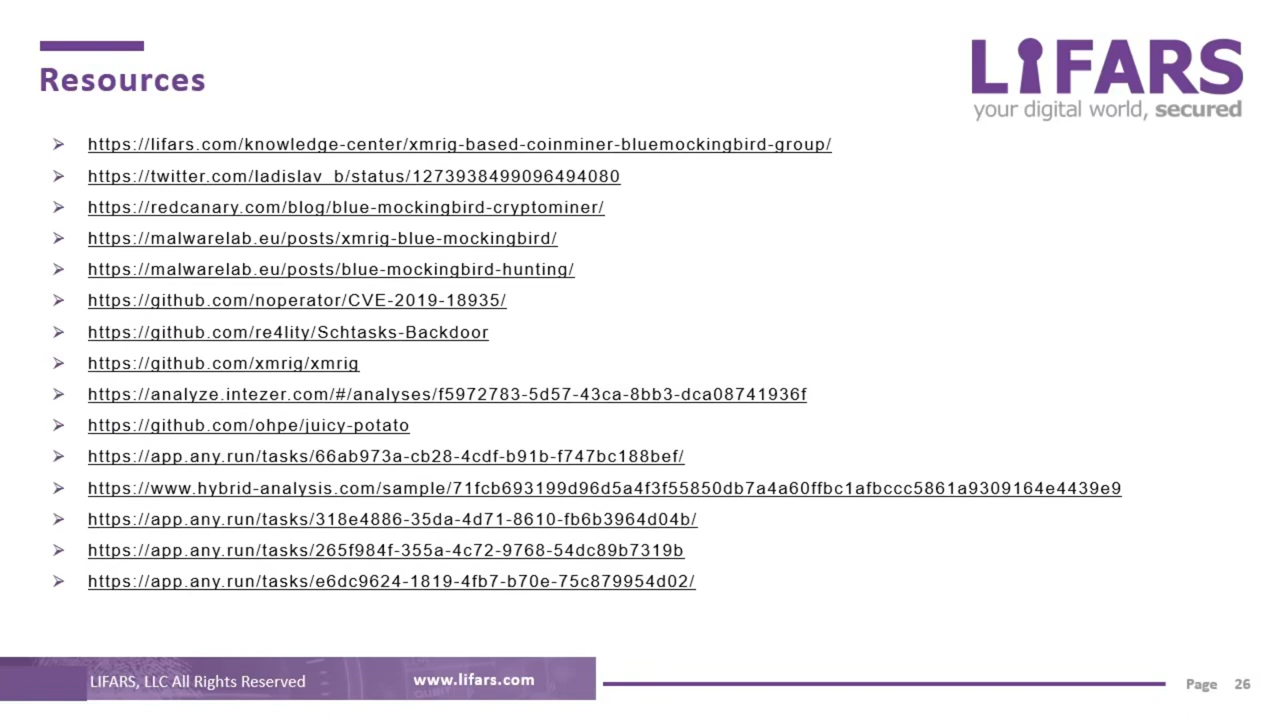 Resources
LIFARS
your digital world, secured
https://lifars.com/knowledge-center/xmrig-based-coinminer-bluemockingbird-group/
https://twitter.com/ladislav_b/status/1273938499096494080
https://redcanary.com/blog/blue-mockingbird-cryptominer/
https://malwarelab.eu/posts/xmrig-blue-mockingbird/
https://malwarelab.eu/posts/blue-mockingbird-hunting/
https://github.com/noperator/CVE-2019-18935/
https://github.com/re4lity/Schtasks-Backdoor
https://github.com/xmrig/xmrig
https://analyze.intezer.com/#/analyses/f5972783-5d57-43ca-8bb3-dca08741936f
https://github.com/ohpe/juicy-potato
https://app.any.run/tasks/66ab973a-cb28-4cdf-b91b-f747bc188bef/
https://www.hybrid-analysis.com/sample/71fcb693199d96d5a4f3f55850db7a4a60ffbc1afbccc5861a9309164e4439e9
https://app.any.run/tasks/318e4886-35da-4d71-8610-fb6b3964d04b/
https://app.any.run/tasks/265f984f-355a-4c72-9768-54dc89b7319b
https://app.any.run/tasks/e6dc9624-1819-4fb7-b70e-75c879954d02/
LIFARS, LLC All Rights Reserved
www.lifars.com
Page 26